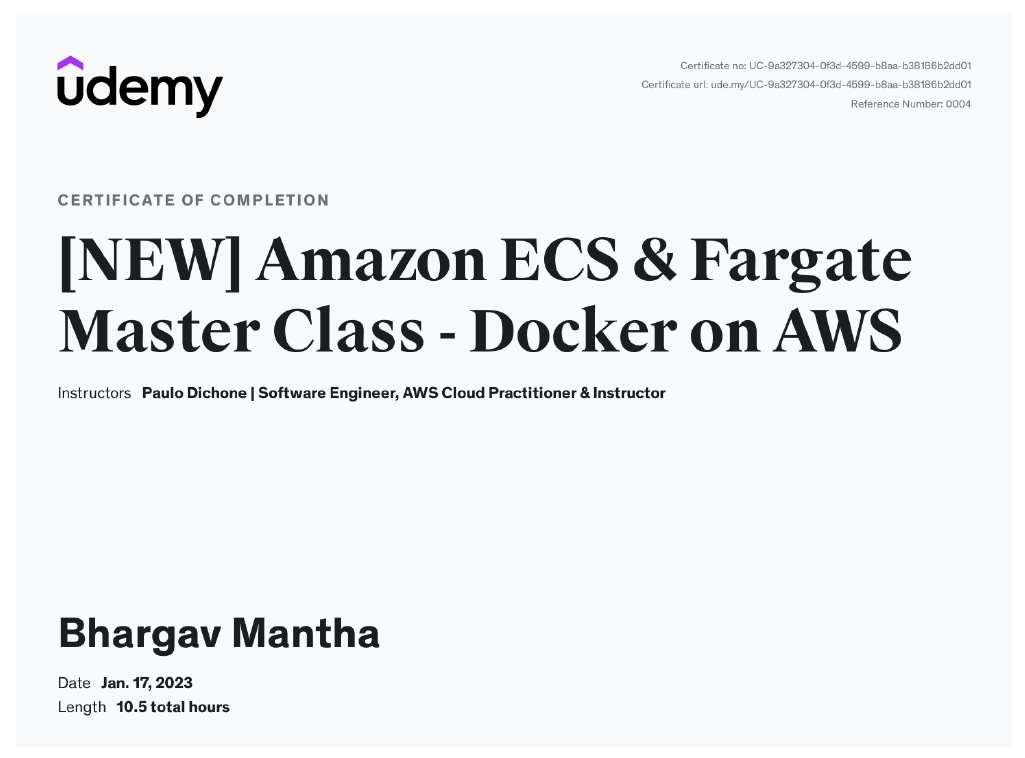 udemy
Certificate no: UC-9a327304-0f3d-4599-b8aa-b38186b2dd01
Certificate url: ude.my/UC-9a327304-0f3d-4599-b8aa-b38186b2dd01
Reference Number: 0004
CERTIFICATE OF COMPLETION
[NEW] Amazon ECS & Fargate
Master Class - Docker on AWS
Instructors Paulo Dichone | Software Engineer, AWS Cloud Practitioner & Instructor
Bhargav Mantha
Date Jan. 17, 2023
Length 10.5 total hours